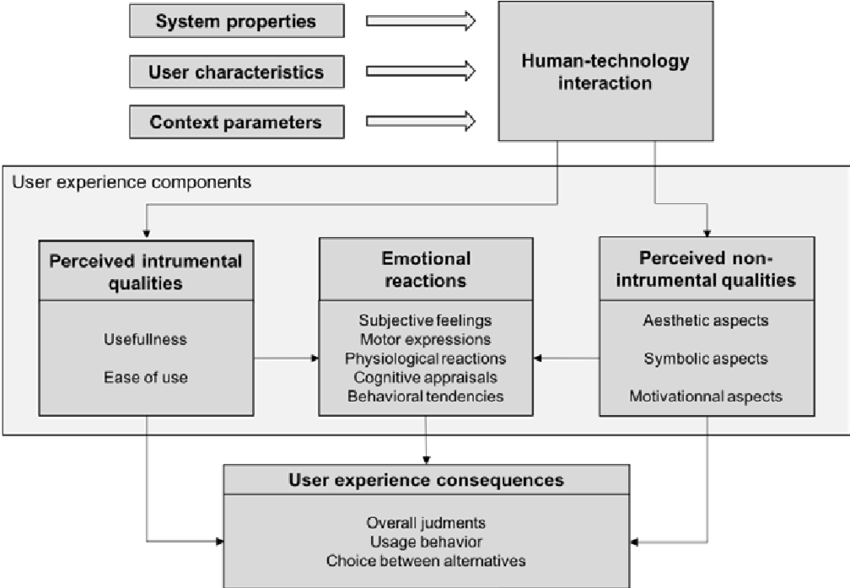 System properties
User characteristics
Context parameters
Human-technology
interaction
User experience components
Perceived intrumental
qualities
Usefullness
Ease of use
Emotional
reactions
Subjective feelings
Motor expressions
Physiological reactions
Cognitive appraisals
Behavioral tendencies
Perceived non-
intrumental qualities
Aesthetic aspects
Symbolic aspects
Motivationnal aspects
User experience consequences
Overall judments
Usage behavior
Choice between alternatives